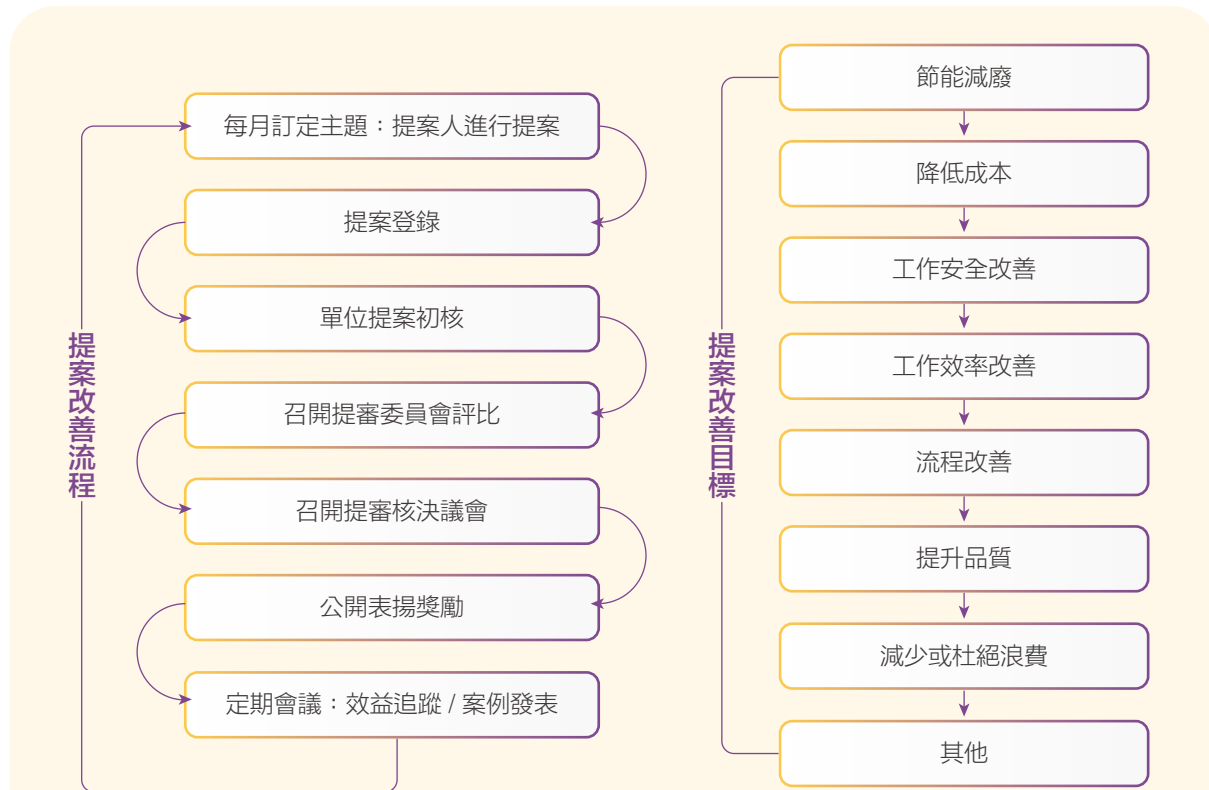 提案改善流程
每月訂定主題：提案人進行提案
提案登錄
單位提案初核
召開提審委員會評比
召開提審核決議會
公開表揚獎勵
定期會議：效益追蹤 / 案例發表
提案改善目標
節能減廢
降低成本
工作安全改善
工作效率改善
流程改善
提升品質
減少或杜絕浪費
其他